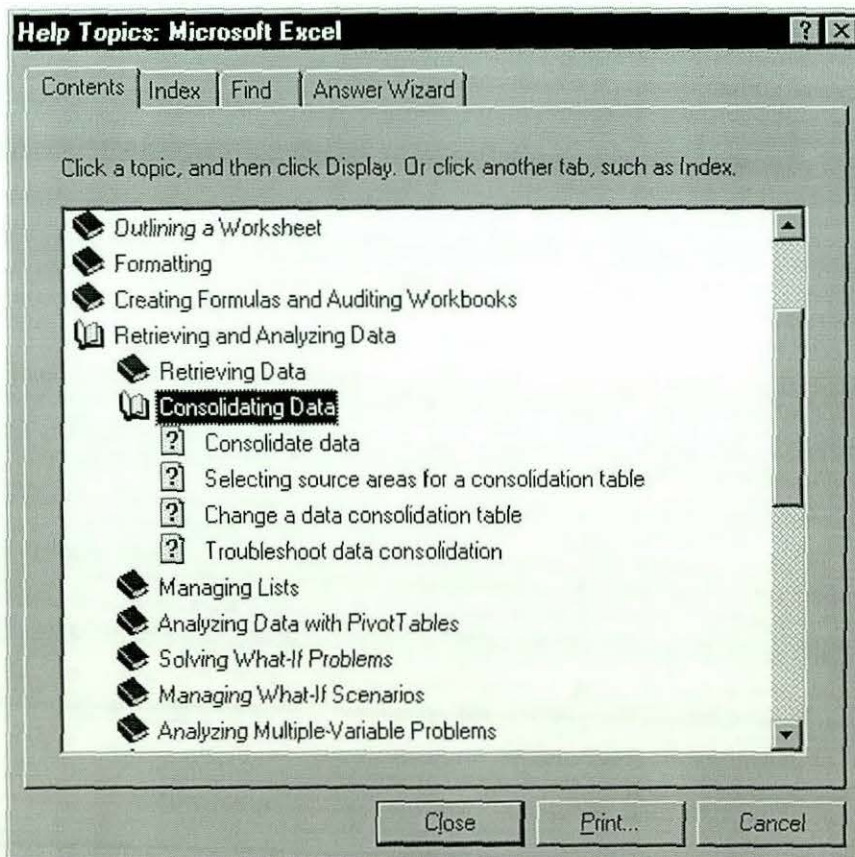 Help Topics: Microsoft Excel
Contents Index Find Answer Wizard
Click a topic, and then click Display. Or click another tab, such as Index.
Outlining a Worksheet
Formatting
Creating Formulas and Auditing Workbooks
Retrieving and Analyzing Data
Retrieving Data
Consolidating Data
? Consolidate data
? Selecting source areas for a consolidation table
? Change a data consolidation table
? Troubleshoot data consolidation
Managing Lists
Analyzing Data with PivotTables
Solving What-If Problems
Managing What-If Scenarios
Analyzing Multiple-Variable Problems
Close Print... Cancel